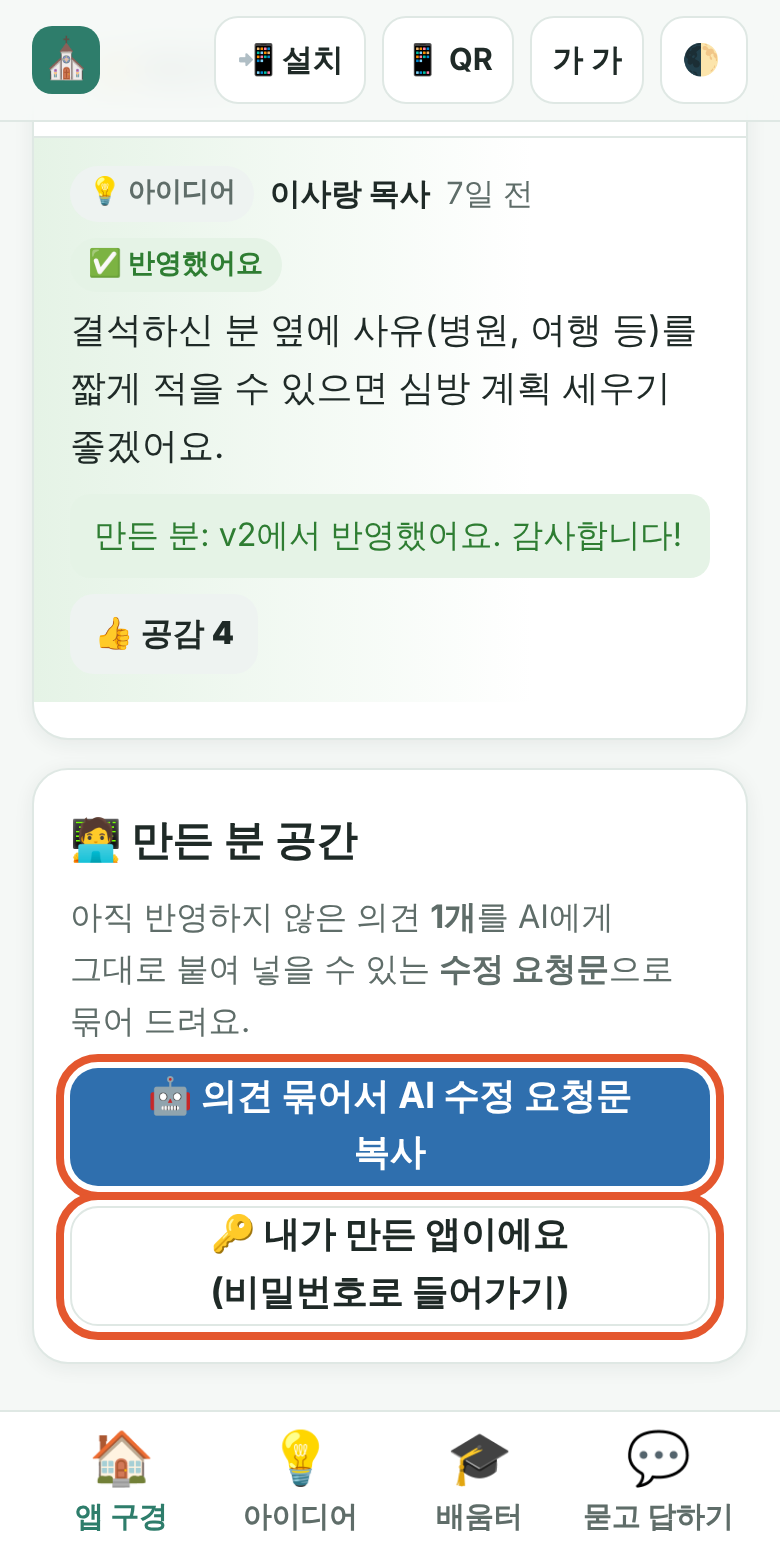 설치
QR
가 가
아이디어 이사랑 목사 7일 전
반영했어요
결석하신 분 옆에 사유(병원, 여행 등)를
짧게 적을 수 있으면 심방 계획 세우기
좋겠어요.
만든 분: v2에서 반영했어요. 감사합니다!
공감 4
만든 분 공간
아직 반영하지 않은 의견 1개를 AI에게
그대로 붙여 넣을 수 있는 수정 요청문으로
묶어 드려요.
의견 묶어서 AI 수정 요청문
복사
내가 만든 앱이에요
(비밀번호로 들어가기)
앱 구경
아이디어
배움터
묻고 답하기